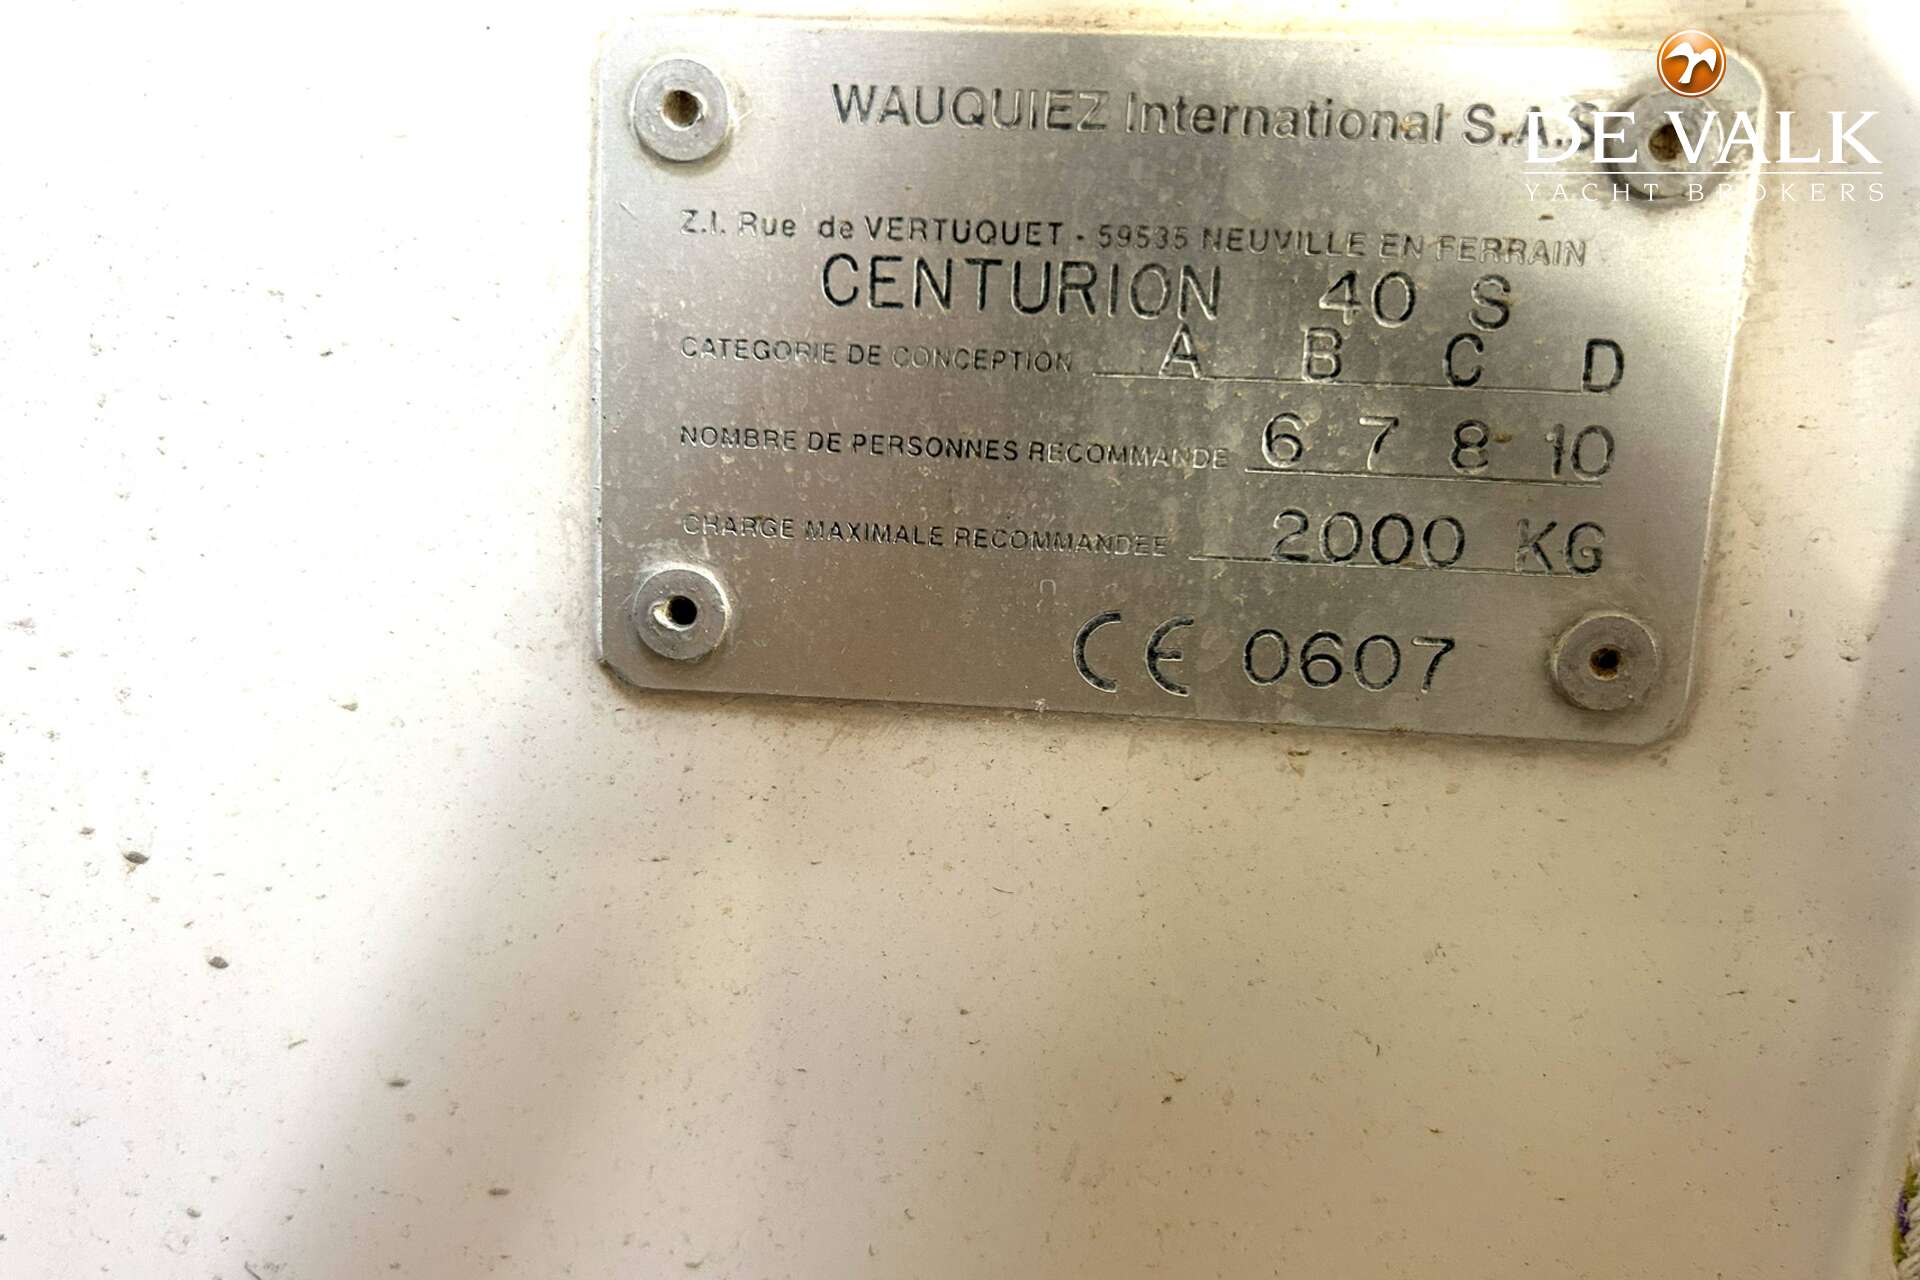 WAUQUIEZ International S.A.S
DE VALK
YACHT BROKERS
Z.I. Rue de VERTUQUET - 59535 NEUVILLE EN FERRAIN
CENTURION 40 S
CATEGORIE DE CONCEPTION A B C D
NOMBRE DE PERSONNES RECOMMANDE 6 7 8 10
CHARGE MAXIMALE RECOMMANDEE 2000 KG
CE 0607